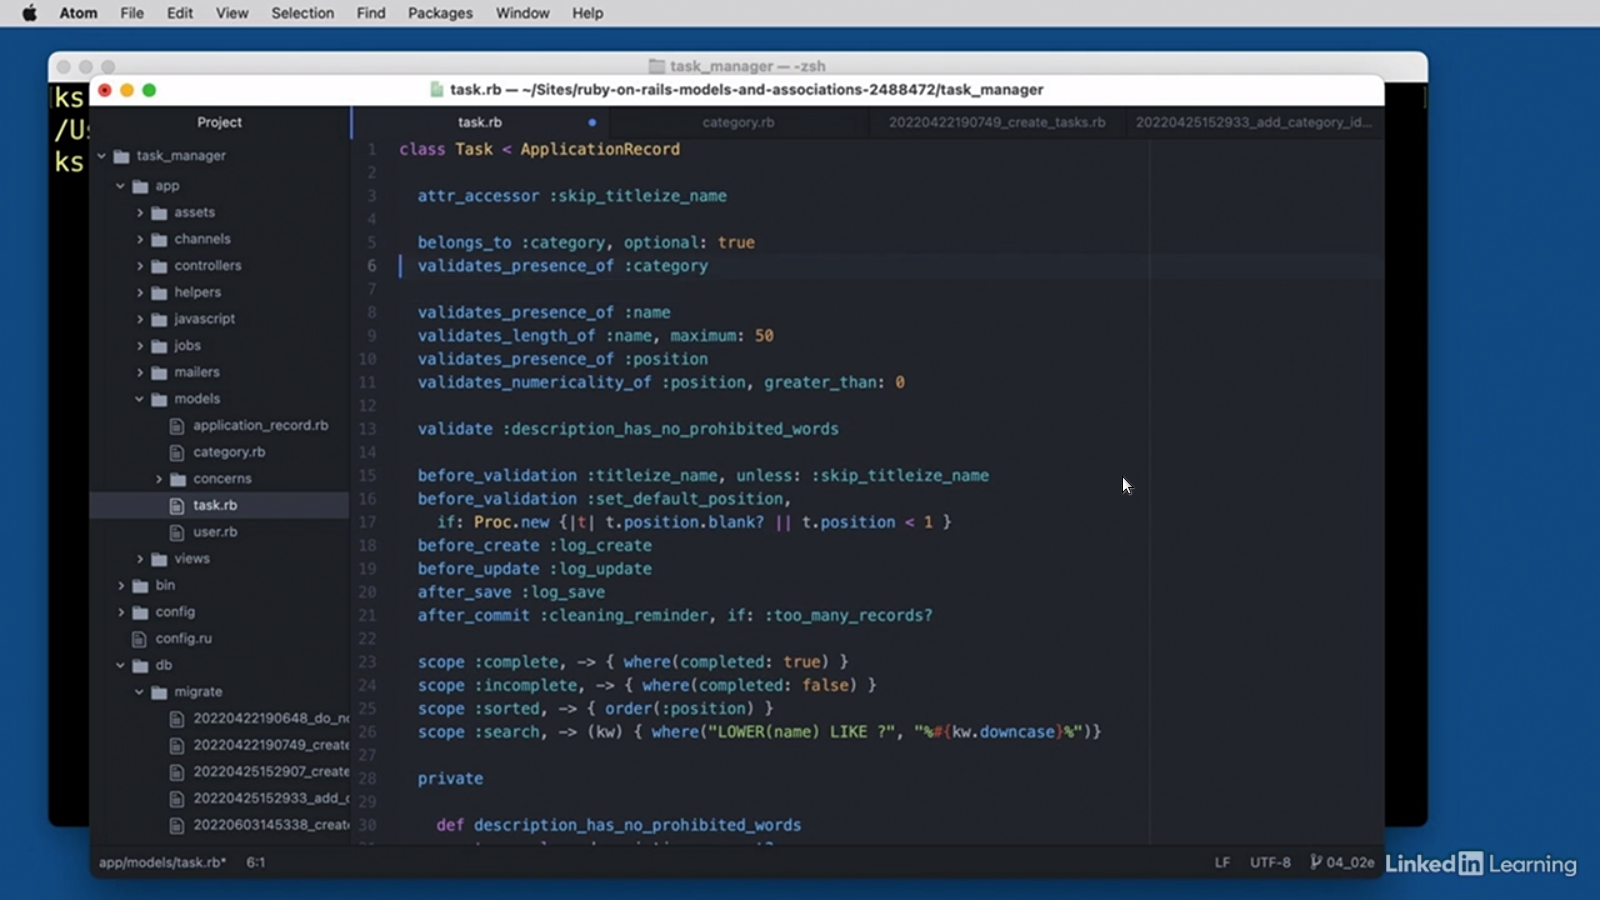 Atom File Edit View Selection Find Packages Window Help
task_manager — -zsh
ks
/Us
ks
task.rb — ~/Sites/ruby-on-rails-models-and-associations-2488472/task_manager
Project
task.rb
category.rb
20220422190749_create_tasks.rb
20220425152933_add_category_id...
task_manager
app
assets
channels
controllers
helpers
javascript
jobs
mailers
models
application_record.rb
category.rb
concerns
task.rb
user.rb
views
bin
config
config.ru
db
migrate
20220422190648_do_no
20220422190749_create
20220425152907_create
20220425152933_add_c
20220603145338_create
1 class Task < ApplicationRecord
2
3 attr_accessor :skip_titleize_name
4
5 belongs_to :category, optional: true
6 validates_presence_of :category
7
8 validates_presence_of :name
9 validates_length_of :name, maximum: 50
10 validates_presence_of :position
11 validates_numericality_of :position, greater_than: 0
12
13 validate :description_has_no_prohibited_words
14
15 before_validation :titleize_name, unless: :skip_titleize_name
16 before_validation :set_default_position,
17 if: Proc.new {|t| t.position.blank? || t.position < 1 }
18 before_create :log_create
19 before_update :log_update
20 after_save :log_save
21 after_commit :cleaning_reminder, if: :too_many_records?
22
23 scope :complete, -> { where(completed: true) }
24 scope :incomplete, -> { where(completed: false) }
25 scope :sorted, -> { order(:position) }
26 scope :search, -> (kw) { where("LOWER(name) LIKE ?", "%#{kw.downcase}%")}
27
28 private
29
30 def description_has_no_prohibited_words
app/models/task.rb* 6:1
LF UTF-8 04_02e
LinkedIn Learning